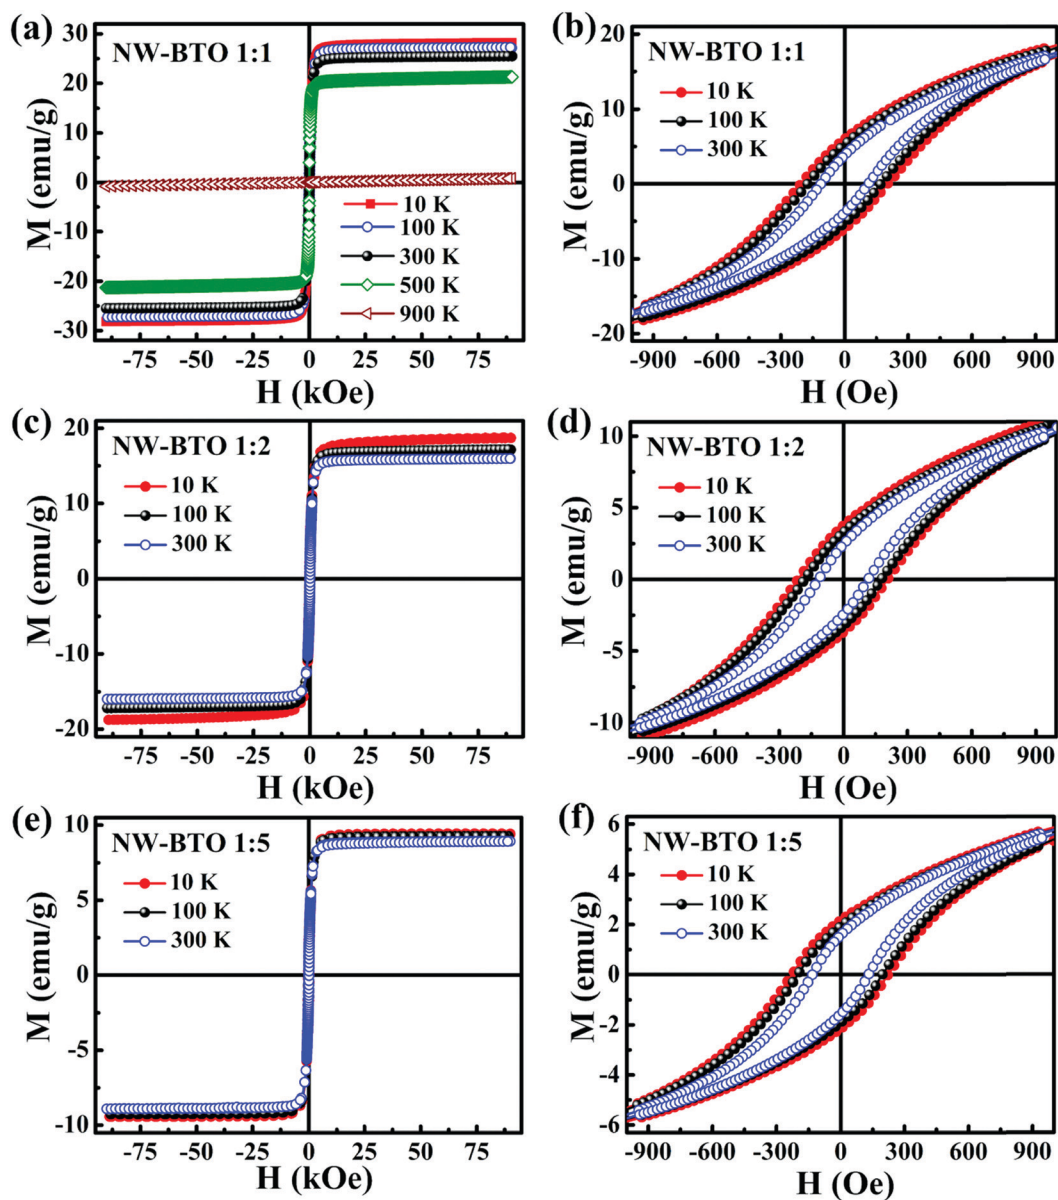 (a)
NW-BTO 1:1
M (emu/g)
30
20
10
0
-10
-20
-30
10 K
100 K
300 K
500 K
900 K
-75 -50 -25 0 25 50 75
H (kOe)
(b)
NW-BTO 1:1
M (emu/g)
20
10
0
-10
-20
10 K
100 K
300 K
-900 -600 -300 0 300 600 900
H (Oe)
(c)
NW-BTO 1:2
M (emu/g)
20
10
0
-10
-20
10 K
100 K
300 K
-75 -50 -25 0 25 50 75
H (kOe)
(d)
NW-BTO 1:2
M (emu/g)
10
5
0
-5
-10
10 K
100 K
300 K
-900 -600 -300 0 300 600 900
H (Oe)
(e)
NW-BTO 1:5
M (emu/g)
10
5
0
-5
-10
10 K
100 K
300 K
-75 -50 -25 0 25 50 75
H (kOe)
(f)
NW-BTO 1:5
M (emu/g)
6
4
2
0
-2
-4
-6
10 K
100 K
300 K
-900 -600 -300 0 300 600 900
H (Oe)